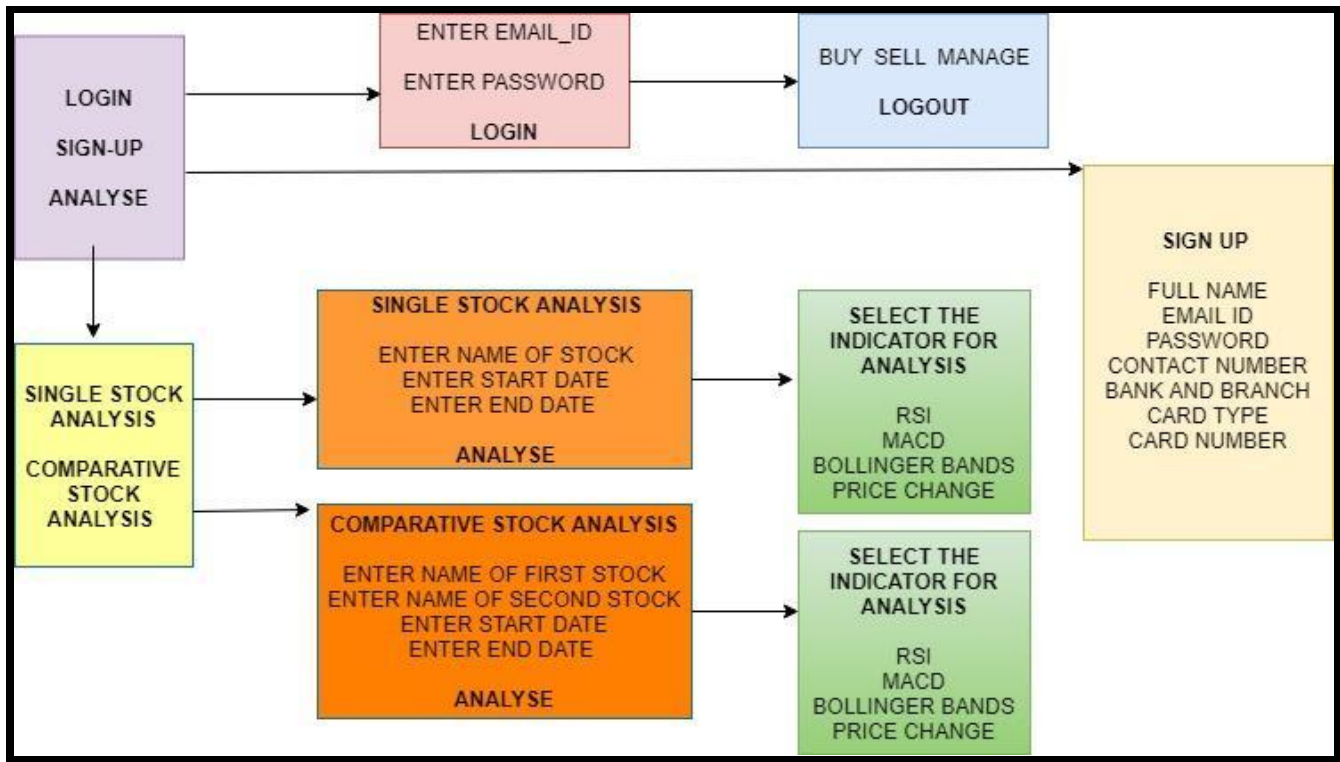 LOGIN
SIGN-UP
ANALYSE
ENTER EMAIL_ID
ENTER PASSWORD
LOGIN
BUY SELL MANAGE
LOGOUT
SIGN UP
FULL NAME
EMAIL ID
PASSWORD
CONTACT NUMBER
BANK AND BRANCH
CARD TYPE
CARD NUMBER
SINGLE STOCK
ANALYSIS
COMPARATIVE
STOCK
ANALYSIS
SINGLE STOCK ANALYSIS
ENTER NAME OF STOCK
ENTER START DATE
ENTER END DATE
ANALYSE
SELECT THE
INDICATOR FOR
ANALYSIS
RSI
MACD
BOLLINGER BANDS
PRICE CHANGE
COMPARATIVE STOCK ANALYSIS
ENTER NAME OF FIRST STOCK
ENTER NAME OF SECOND STOCK
ENTER START DATE
ENTER END DATE
ANALYSE
SELECT THE
INDICATOR FOR
ANALYSIS
RSI
MACD
BOLLINGER BANDS
PRICE CHANGE